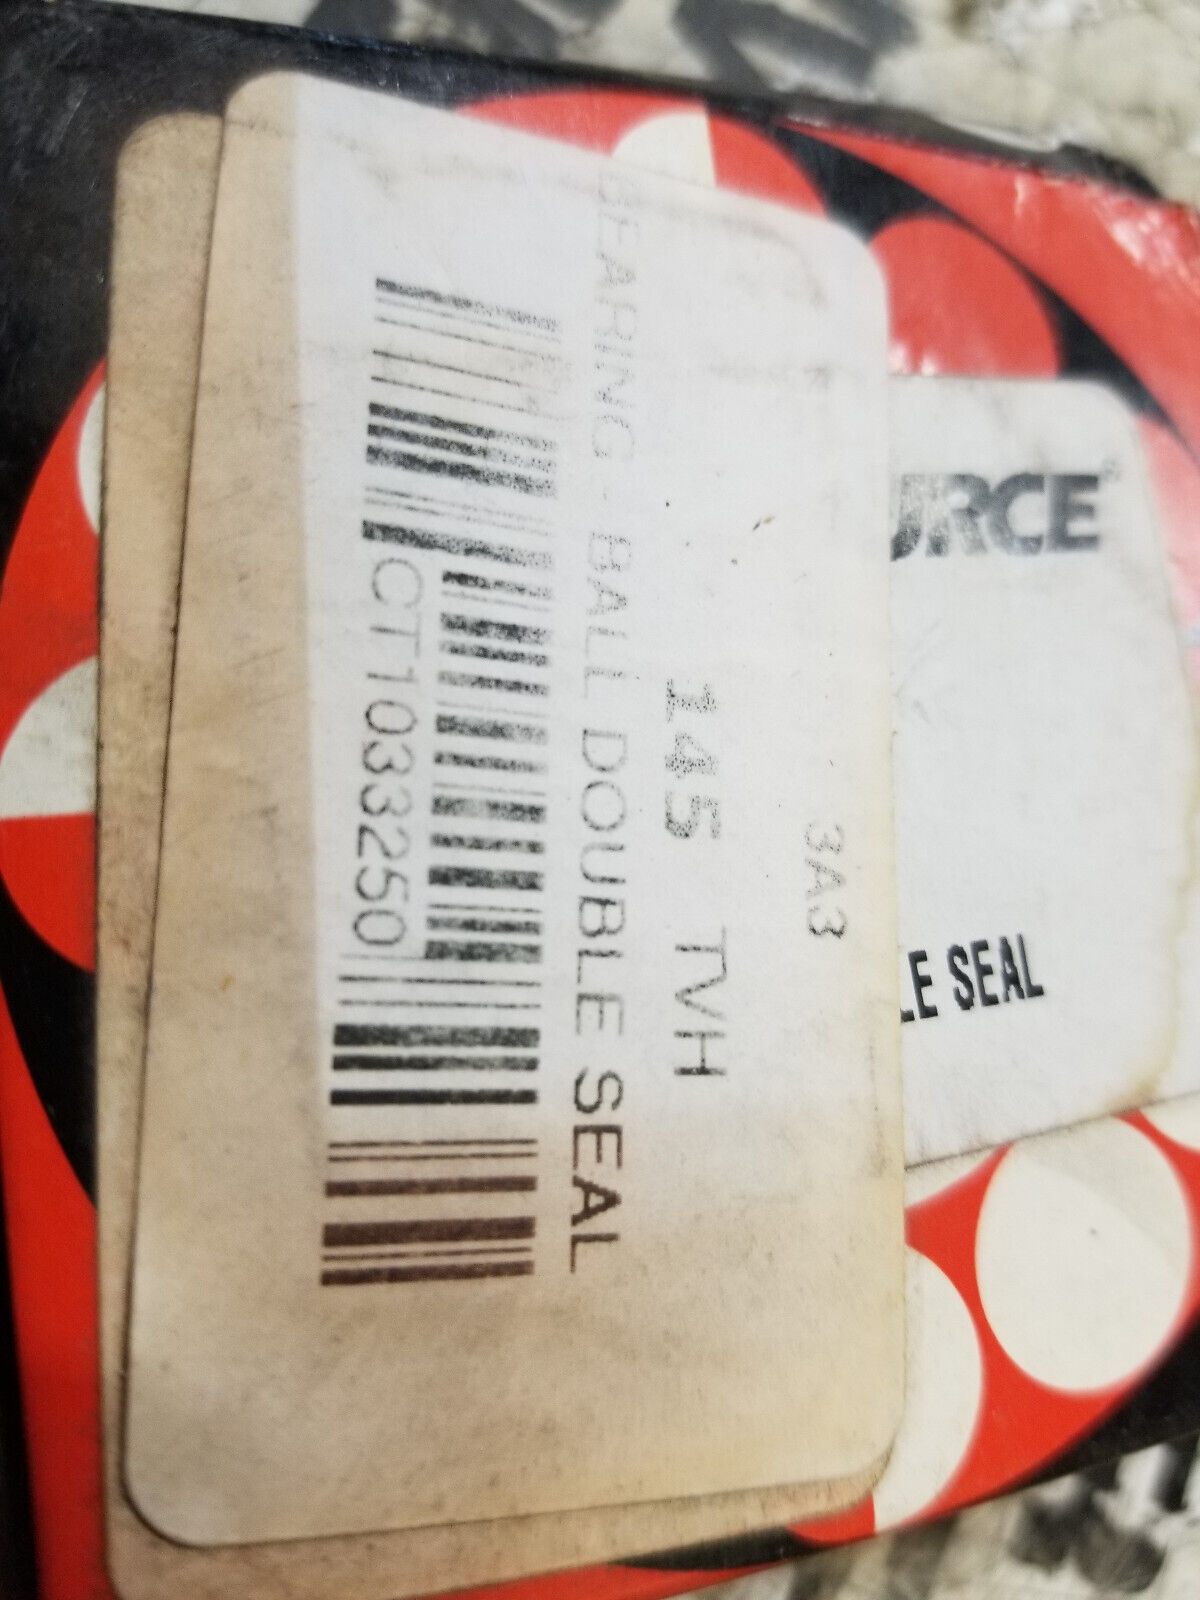 CT1033250
BEARING-BALL DOUBLE SEAL
145 TVH
3A3
URCE
LE SEAL